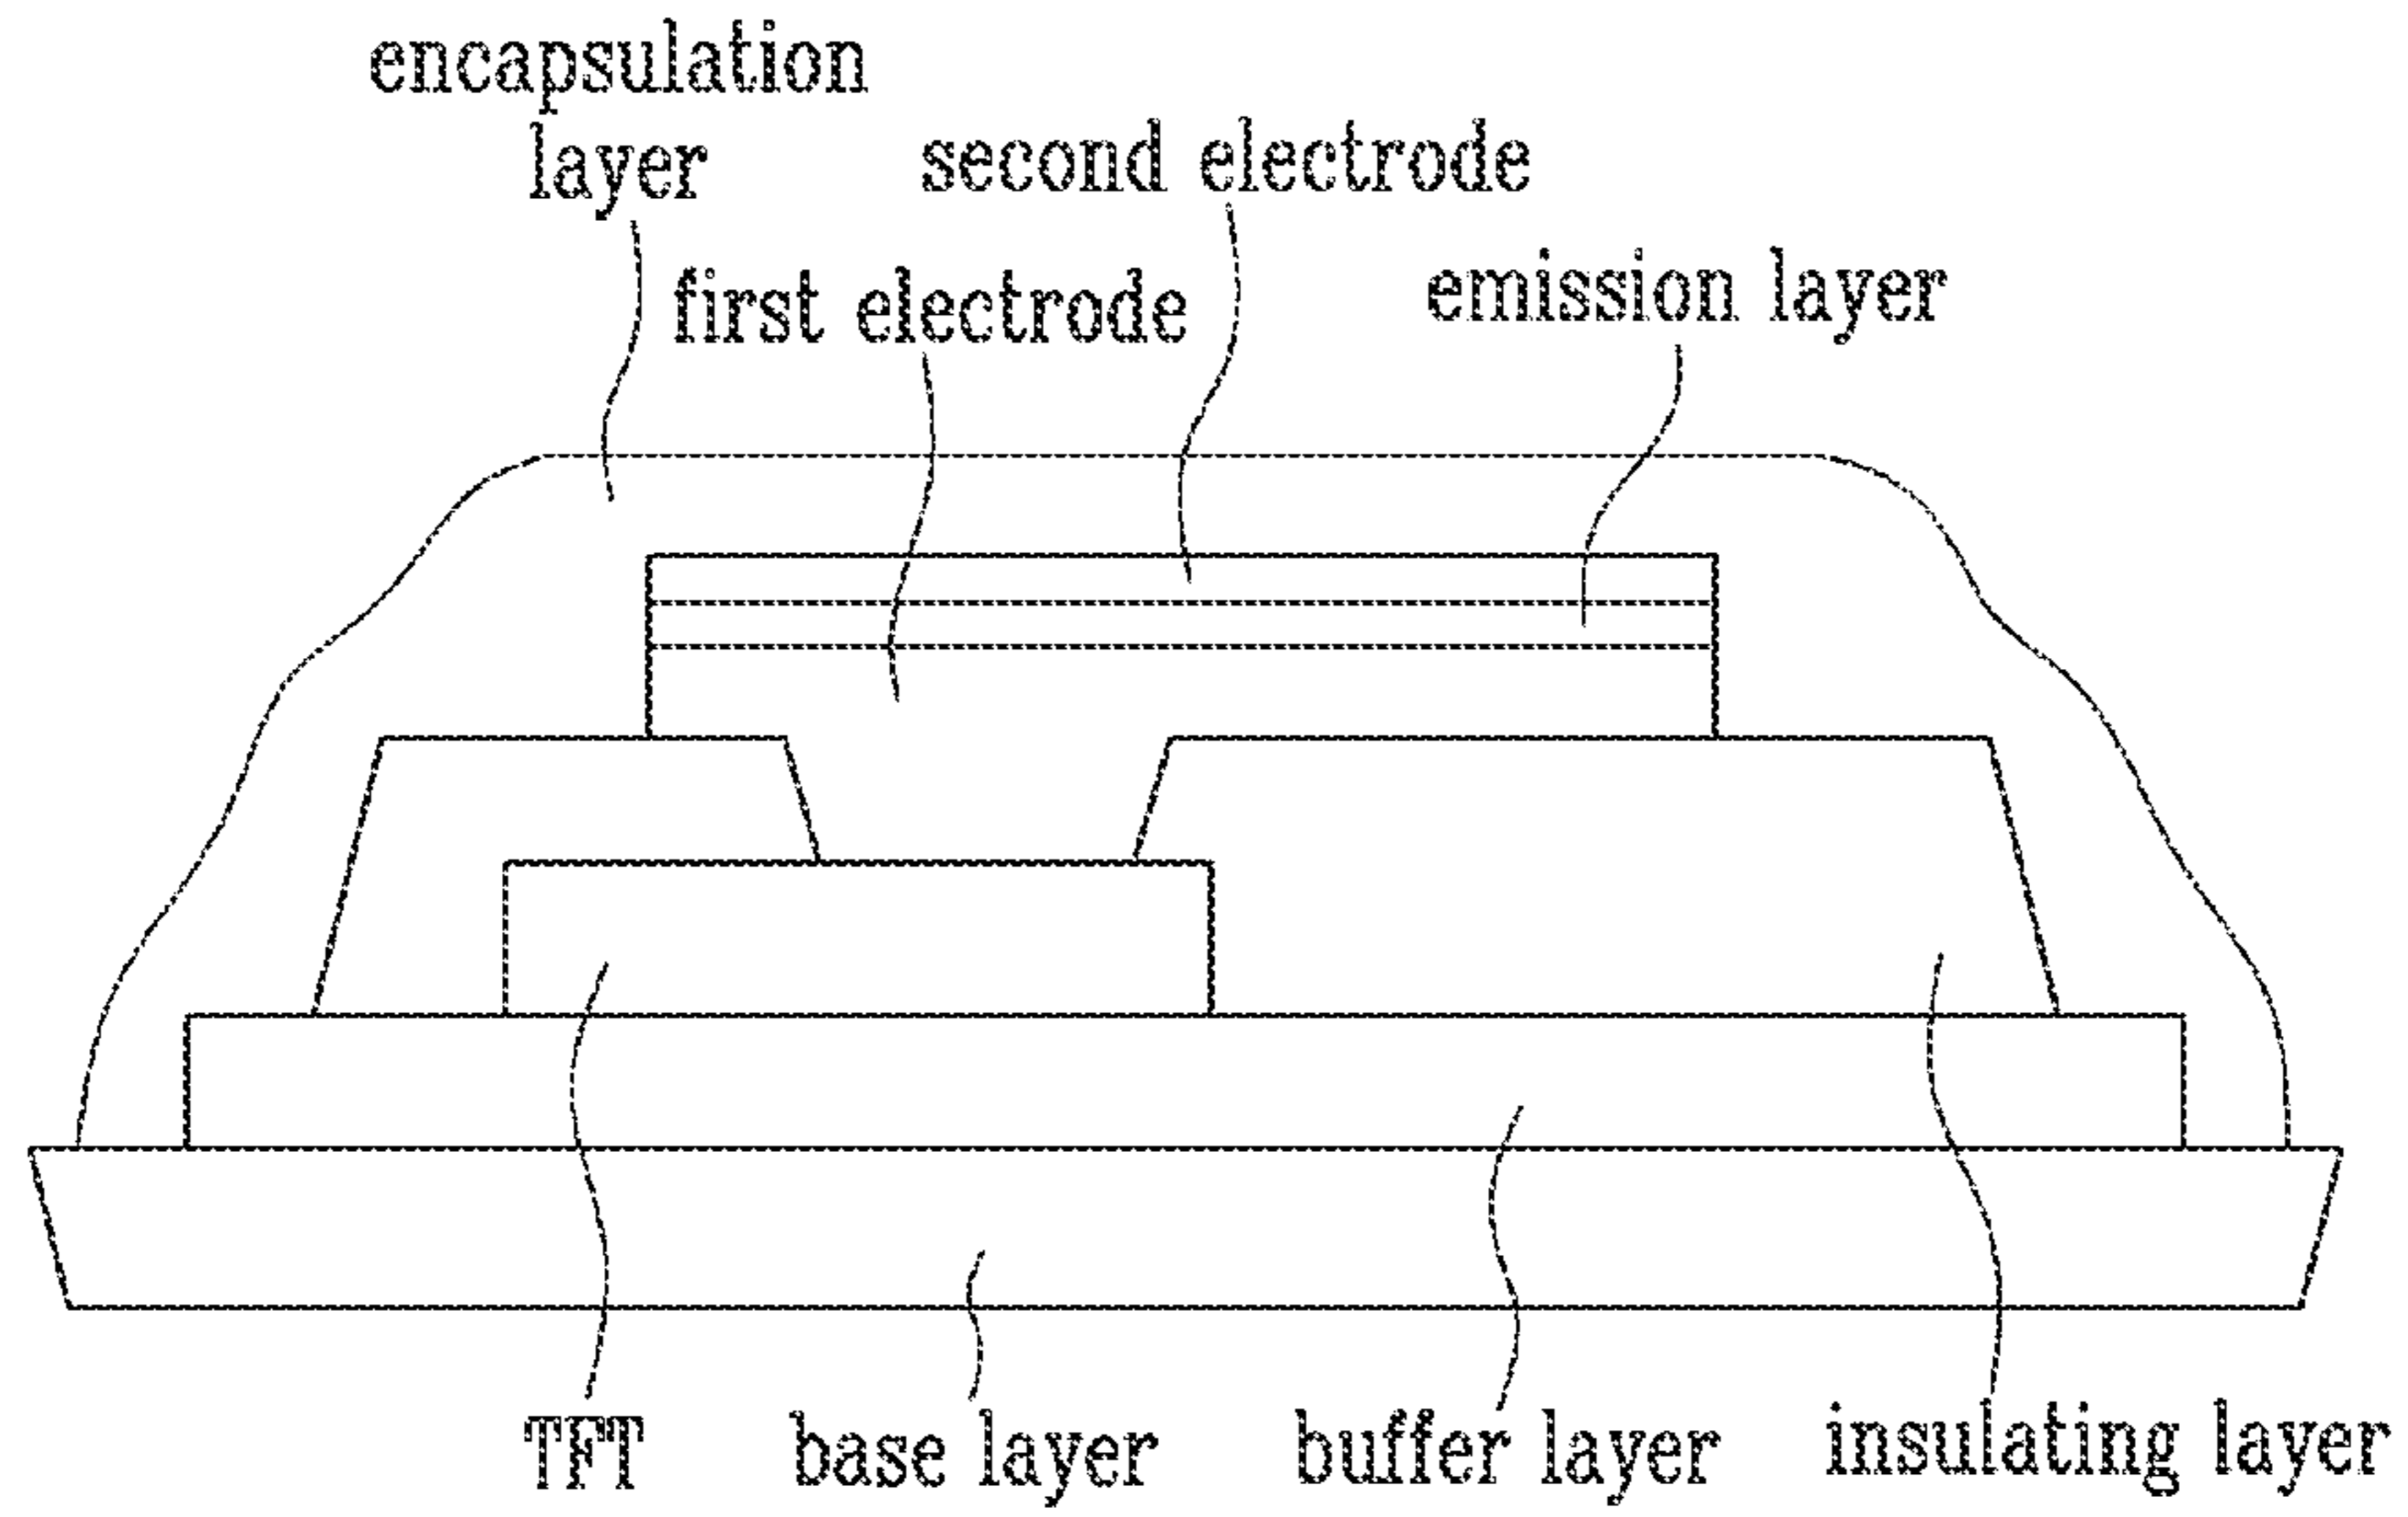 encapsulation
layer
second electrode
first electrode
emission layer
TFT
base layer
buffer layer
insulating layer